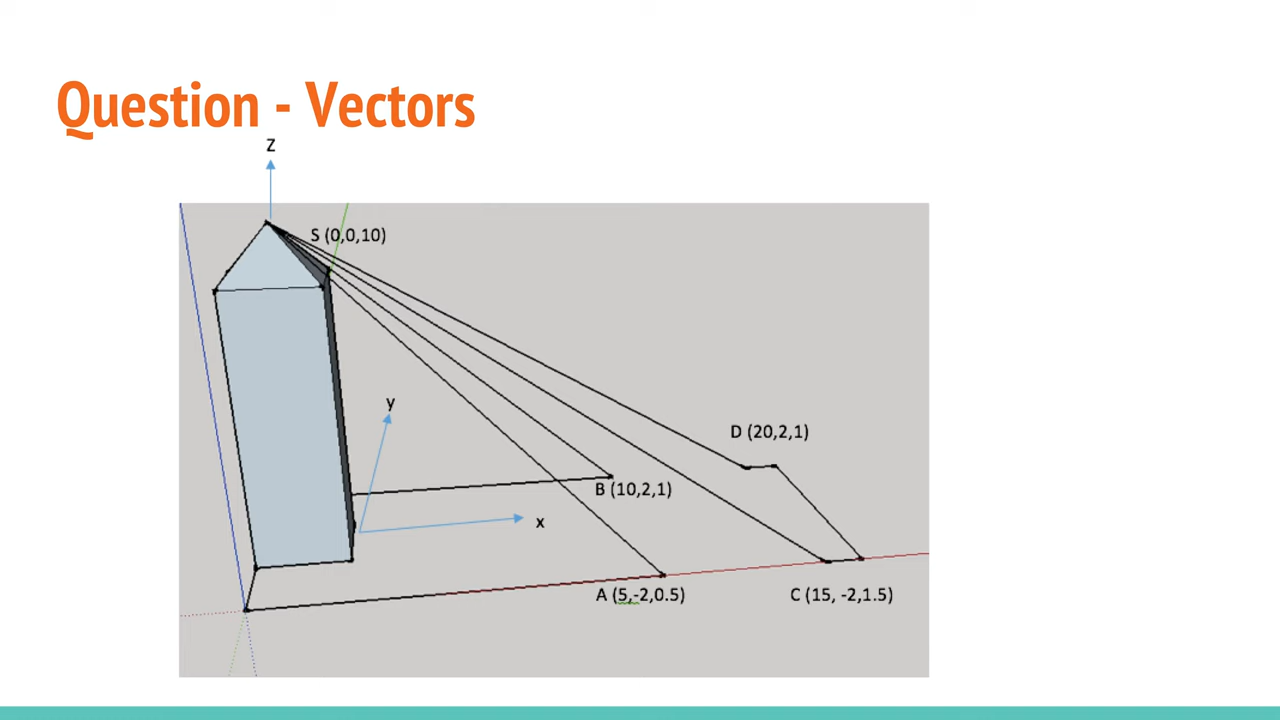 Question - Vectors
Z
S (0,0,10)
y
D (20,2,1)
B (10,2,1)
x
A (5,-2,0.5)
C (15, -2,1.5)